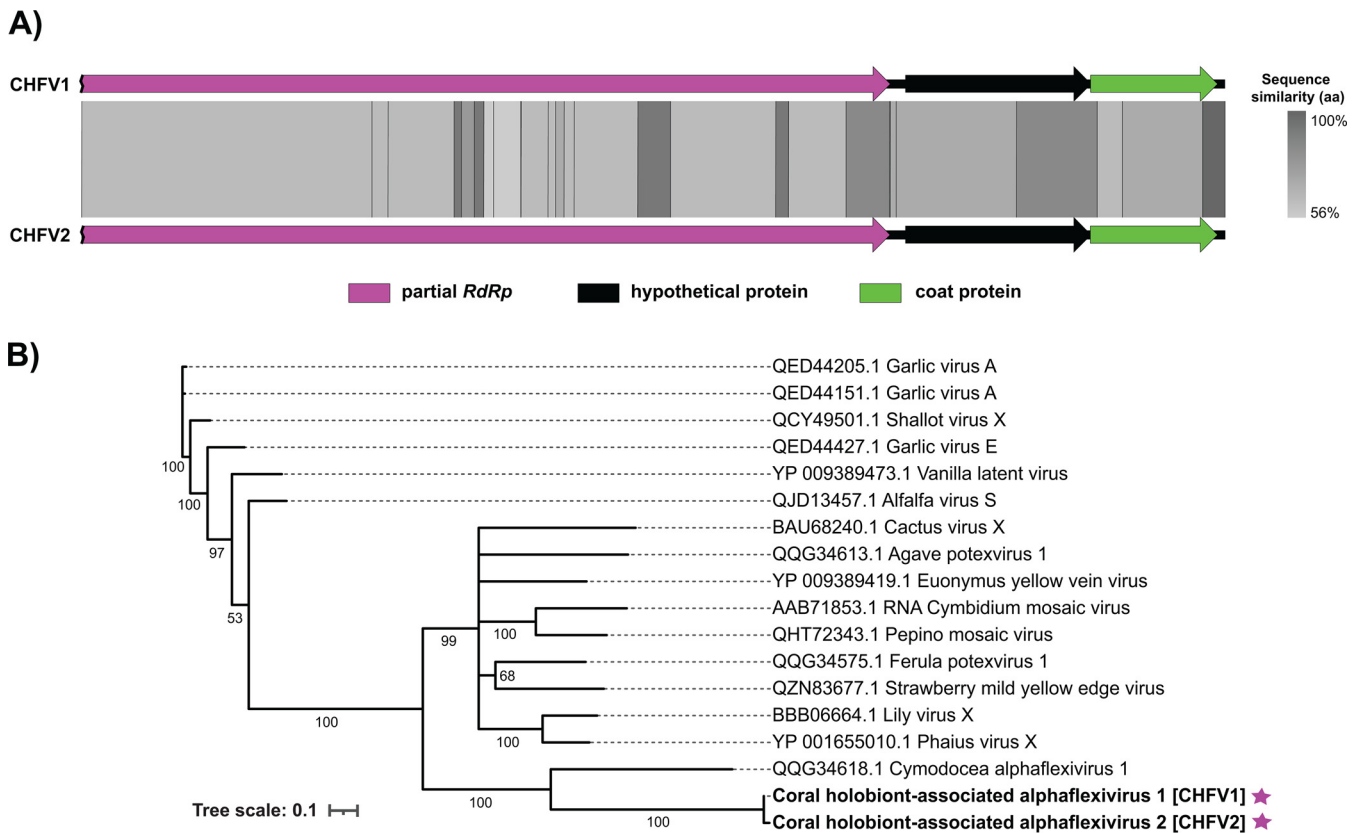 A)
CHFV1
Sequence
similarity (aa)
100%
56%
CHFV2
partial RdRp
hypothetical protein
coat protein
B)
QED44205.1 Garlic virus A
QED44151.1 Garlic virus A
QCY49501.1 Shallot virus X
QED44427.1 Garlic virus E
100
YP 009389473.1 Vanilla latent virus
100
QJD13457.1 Alfalfa virus S
BAU68240.1 Cactus virus X
97
QQG34613.1 Agave potexvirus 1
YP 009389419.1 Euonymus yellow vein virus
AAB71853.1 RNA Cymbidium mosaic virus
53
100
QHT72343.1 Pepino mosaic virus
99
QQG34575.1 Ferula potexvirus 1
68
QZN83677.1 Strawberry mild yellow edge virus
BBB06664.1 Lily virus X
100
100
YP 001655010.1 Phaius virus X
QQG34618.1 Cymodocea alphaflexivirus 1
100
Coral holobiont-associated alphaflexivirus 1 [CHFV1]
Tree scale: 0.1
100
Coral holobiont-associated alphaflexivirus 2 [CHFV2]